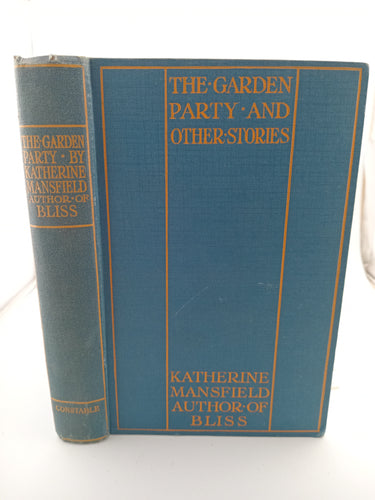 THE·GARDEN
PARTY·BY
KATHERINE
MANSFIELD
AUTHOR·OF
BLISS
CONSTABLE
THE·GARDEN
PARTY·AND
OTHER·STORIES
KATHERINE
MANSFIELD
AUTHOR·OF
BLISS